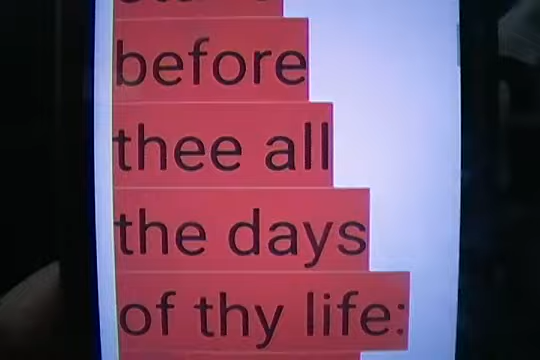 before
thee all
the days
of thy life: